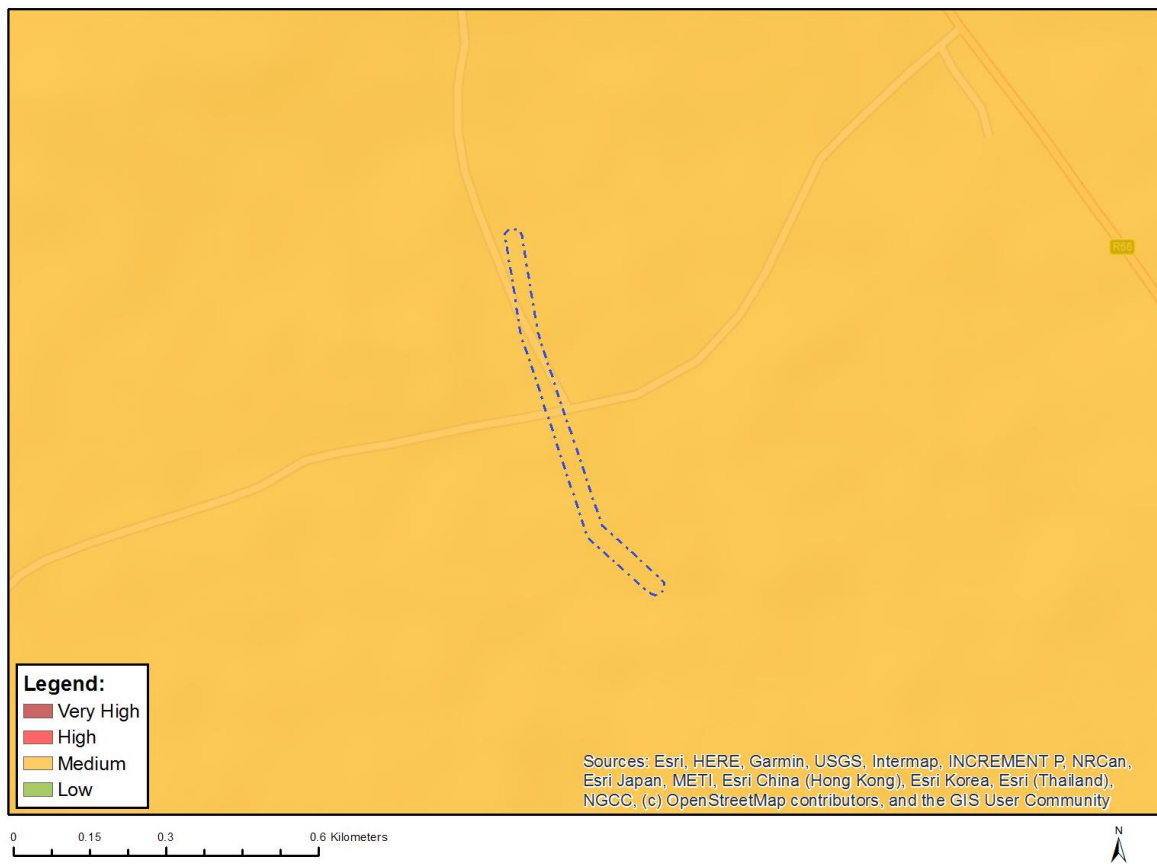 R66
Legend:
Very High
High
Medium
Low
Sources: Esri, HERE, Garmin, USGS, Intermap, INCREMENT P, NRCan,
Esri Japan, METI, Esri China (Hong Kong), Esri Korea, Esri (Thailand),
NGCC, (c) OpenStreetMap contributors, and the GIS User Community
0 0.15 0.3 0.6 Kilometers
N